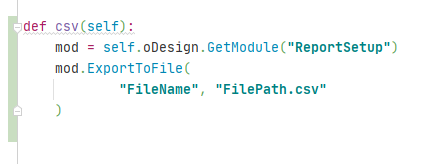 def csv(self):
    mod = self.oDesign.GetModule("ReportSetup")
    mod.ExportToFile(
            "FileName", "FilePath.csv"
    )